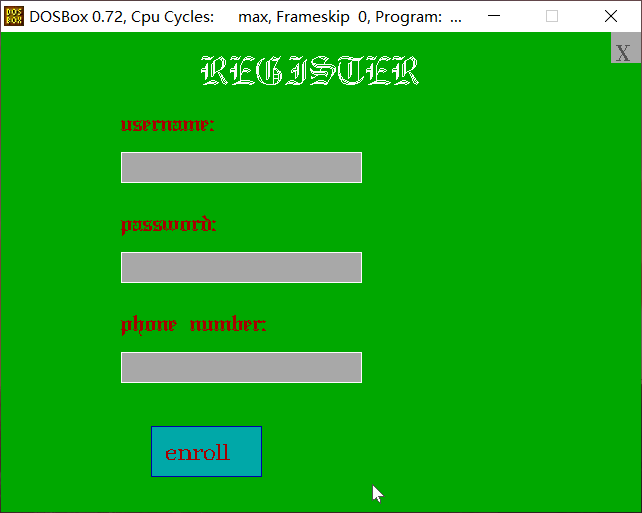 DOSBox 0.72, Cpu Cycles: max, Frameskip 0, Program: ...
X
REGISTER
username:
password:
phone number:
enroll